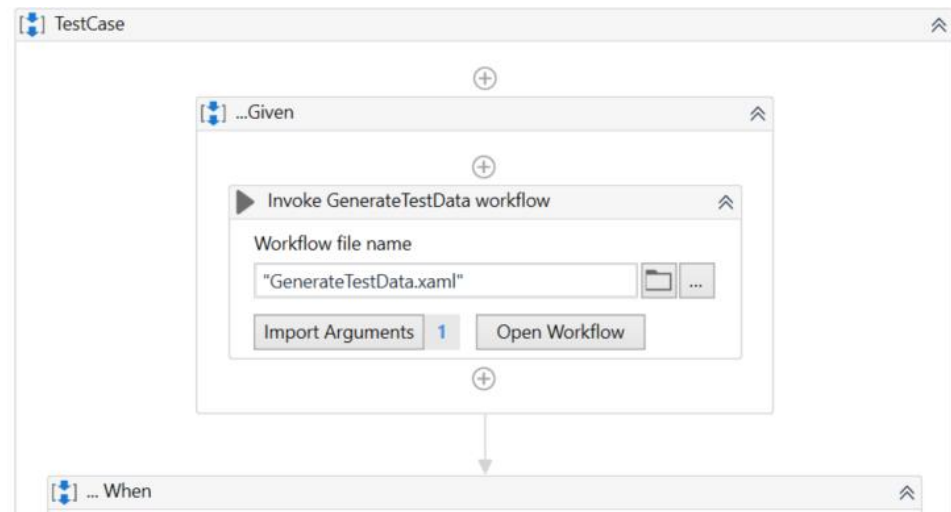 TestCase
...Given
Invoke GenerateTestData workflow
Workflow file name
"GenerateTestData.xaml"
...
Import Arguments 1 Open Workflow
... When